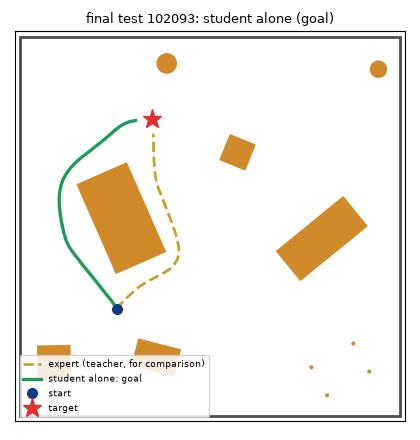 final test 102093: student alone (goal)
expert (teacher, for comparison)
student alone: goal
start
target